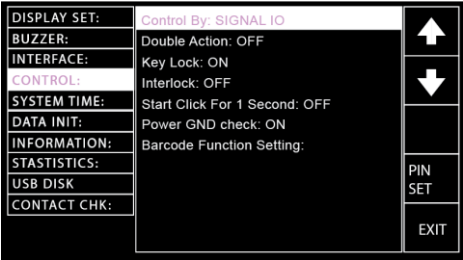 DISPLAY SET:
BUZZER:
INTERFACE:
CONTROL:
SYSTEM TIME:
DATA INIT:
INFORMATION:
STASTISTICS:
USB DISK
CONTACT CHK:
Control By: SIGNAL IO
Double Action: OFF
Key Lock: ON
Interlock: OFF
Start Click For 1 Second: OFF
Power GND check: ON
Barcode Function Setting:
PIN
SET
EXIT